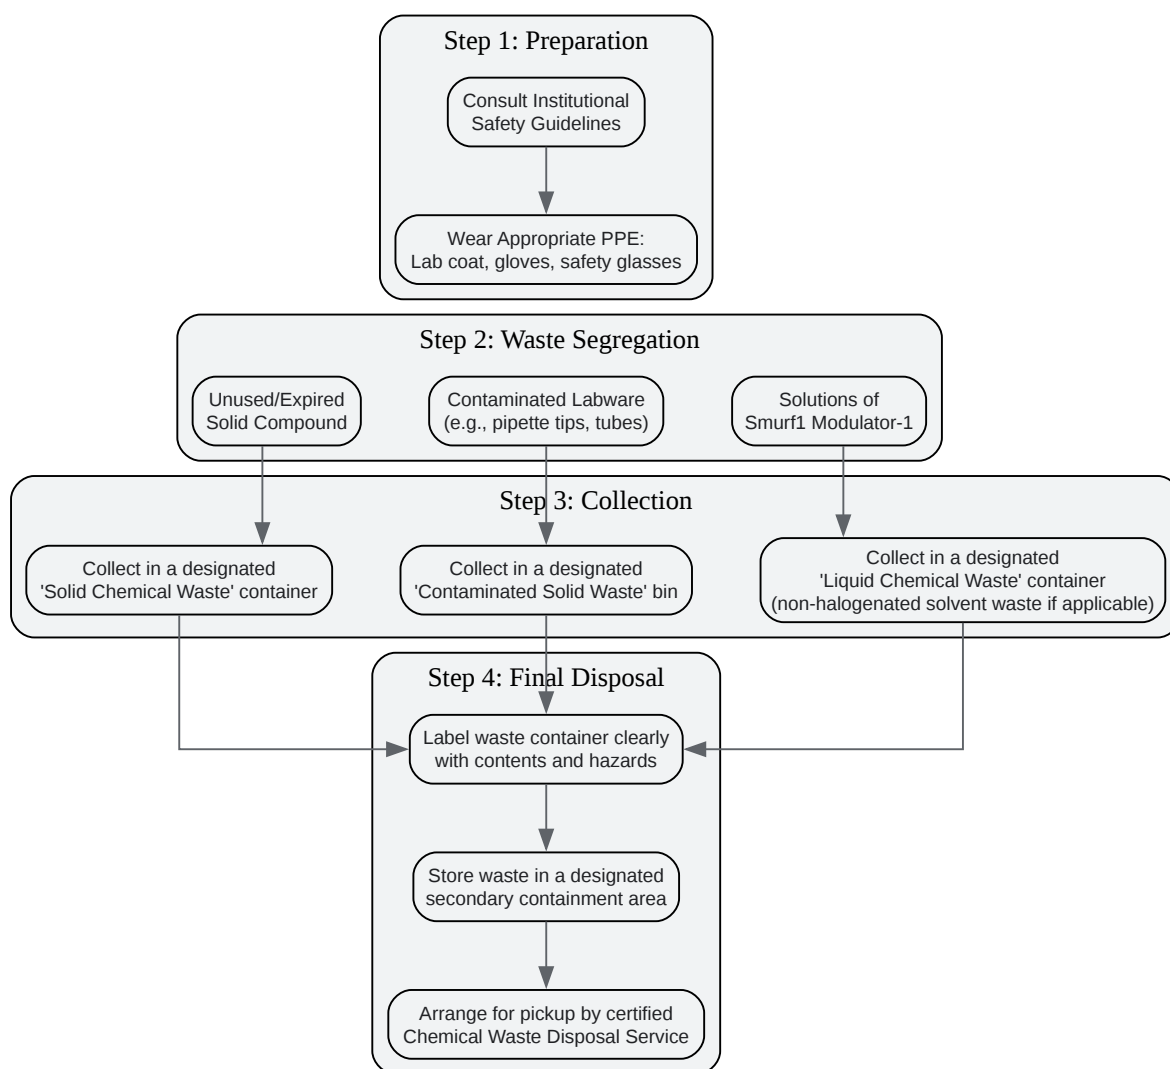 Step 1: Preparation
Consult Institutional
Safety Guidelines
Wear Appropriate PPE:
Lab coat, gloves, safety glasses
Step 2: Waste Segregation
Unused/Expired
Solid Compound
Contaminated Labware
(e.g., pipette tips, tubes)
Solutions of
Smurf1 Modulator-1
Step 3: Collection
Collect in a designated
'Solid Chemical Waste' container
Collect in a designated
'Contaminated Solid Waste' bin
Collect in a designated
'Liquid Chemical Waste' container
(non-halogenated solvent waste if applicable)
Step 4: Final Disposal
Label waste container clearly
with contents and hazards
Store waste in a designated
secondary containment area
Arrange for pickup by certified
Chemical Waste Disposal Service